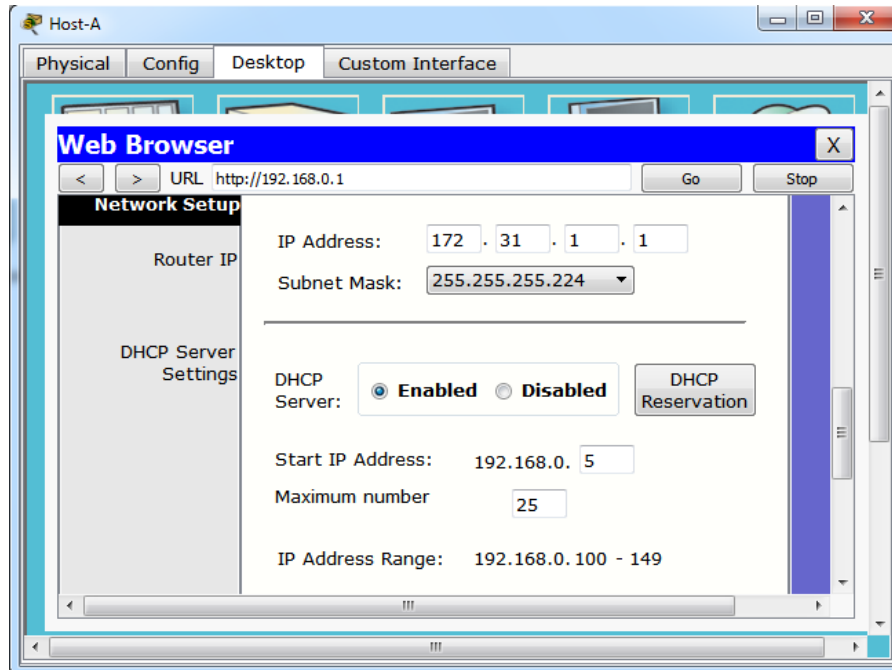 Host-A
Physical Config Desktop Custom Interface
Web Browser X
< > URL http://192.168.0.1 Go Stop
Network Setup
Router IP
IP Address: 172 . 31 . 1 . 1
Subnet Mask: 255.255.255.224
DHCP Server
Settings
DHCP
Server:
Enabled Disabled
DHCP
Reservation
Start IP Address: 192.168.0. 5
Maximum number 25
IP Address Range: 192.168.0.100 - 149